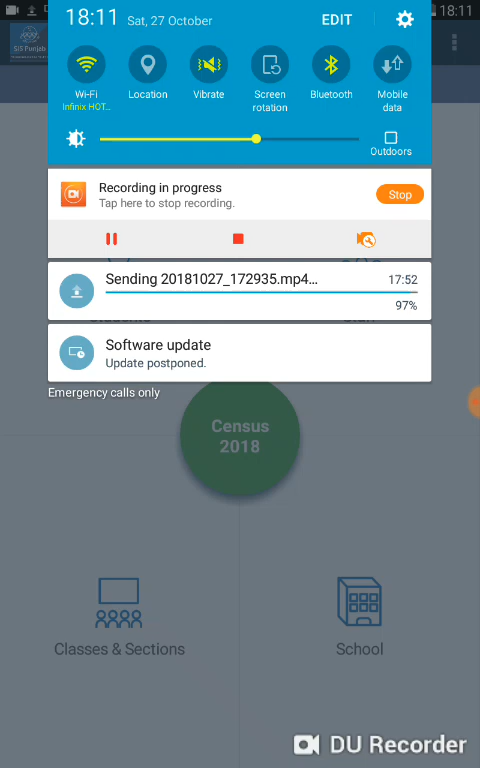 18:11
SIS Punjab
18:11 Sat, 27 October EDIT
Wi-Fi
Infinix HOT...
Location
Vibrate
Screen
rotation
Bluetooth
Mobile
data
Outdoors
Recording in progress
Tap here to stop recording.
Stop
Sending 20181027_172935.mp4... 17:52
97%
Software update
Update postponed.
Emergency calls only
Census
2018
Classes & Sections
School
DU Recorder